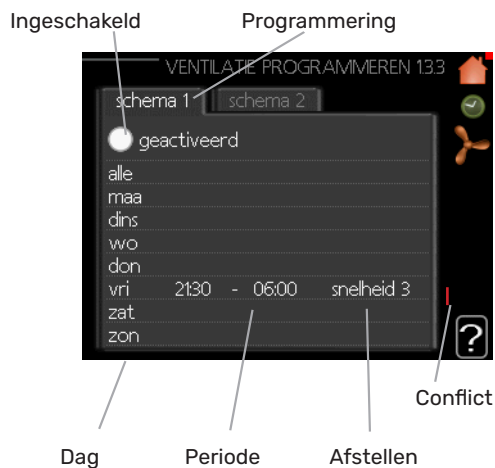 Ingeschakeld Programmering
VENTILATIE PROGRAMMEREN 1.3.3
schema 1 schema 2
geactiveerd
alle
maa
dins
wo
don
vri 21:30 - 06:00 snelheid 3
zat
zon
?
Conflict
Dag Periode Afstellen